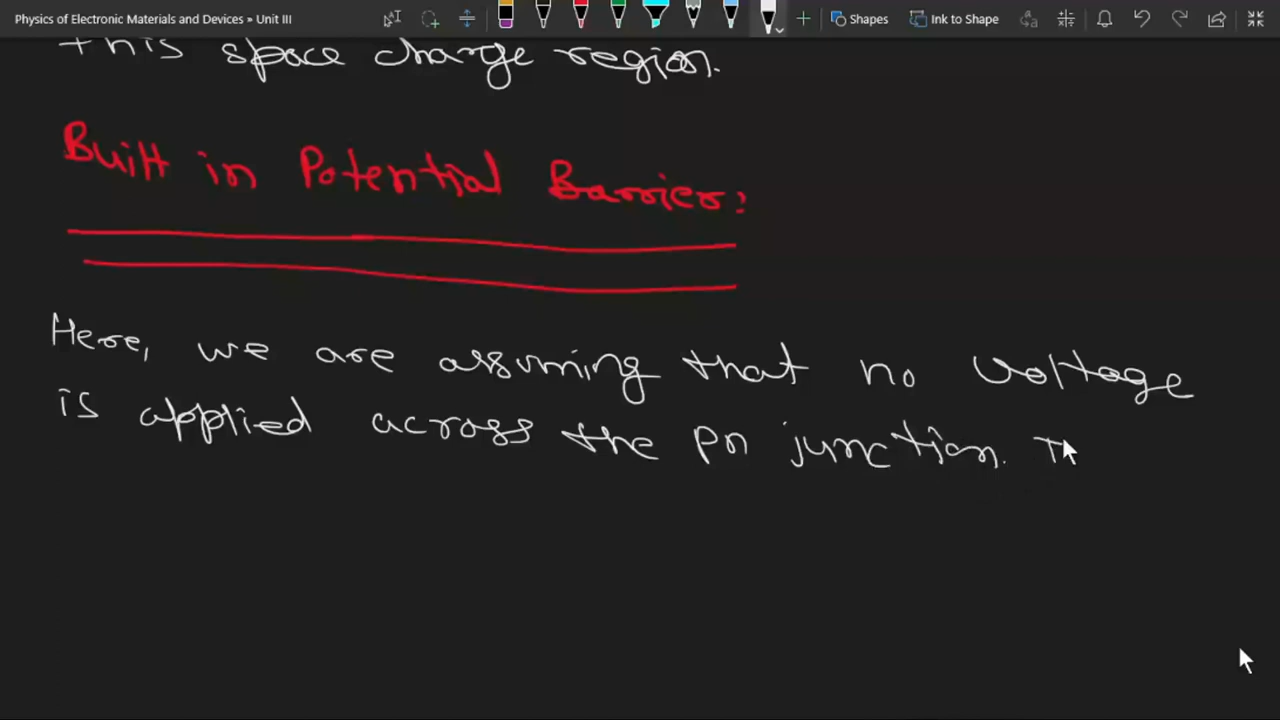 Physics of Electronic Materials and Devices » Unit III
Shapes
Ink to Shape
this space charge region.
Built in Potential Barrier:
Here, we are assuming that no voltage
is applied across the pn junction. T